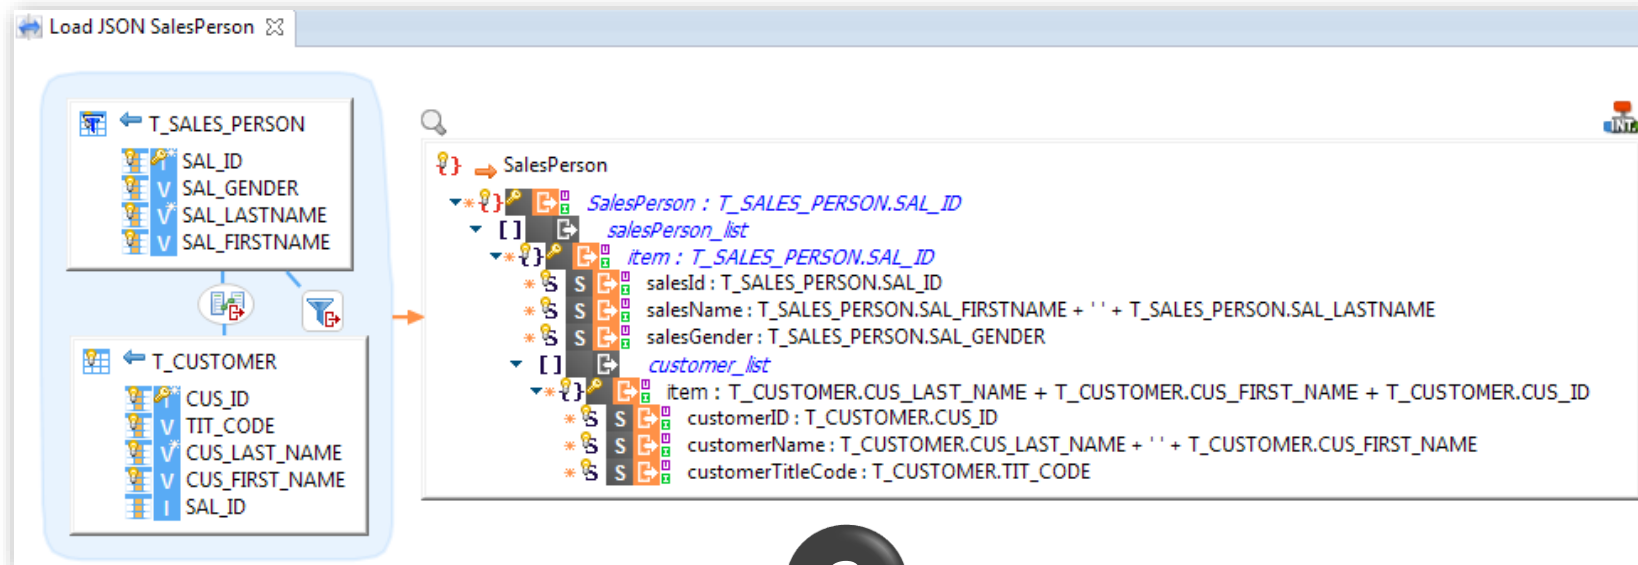 Load JSON SalesPerson
T_SALES_PERSON
SAL_ID
V SAL_GENDER
V SAL_LASTNAME
V SAL_FIRSTNAME
T_CUSTOMER
CUS_ID
V TIT_CODE
V CUS_LAST_NAME
V CUS_FIRST_NAME
I SAL_ID
INT
{} SalesPerson
{} SalesPerson : T_SALES_PERSON.SAL_ID
[] salesPerson_list
{} item : T_SALES_PERSON.SAL_ID
S S salesId : T_SALES_PERSON.SAL_ID
S S salesName : T_SALES_PERSON.SAL_FIRSTNAME + ' ' + T_SALES_PERSON.SAL_LASTNAME
S S salesGender : T_SALES_PERSON.SAL_GENDER
[] customer_list
{} item : T_CUSTOMER.CUS_LAST_NAME + T_CUSTOMER.CUS_FIRST_NAME + T_CUSTOMER.CUS_ID
S S customerID : T_CUSTOMER.CUS_ID
S S customerName : T_CUSTOMER.CUS_LAST_NAME + ' ' + T_CUSTOMER.CUS_FIRST_NAME
S S customerTitleCode : T_CUSTOMER.TIT_CODE